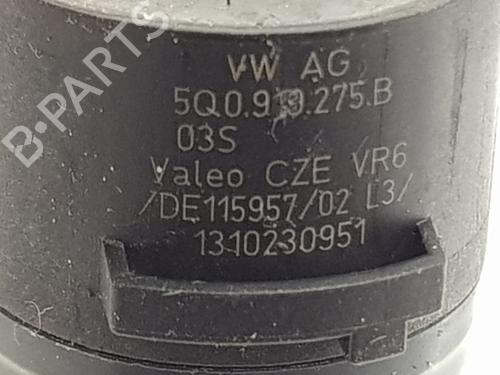 B-PARTS
VW AG
5Q0.919.275.B
03S
Valeo CZE VR6
/DE115957/02 L3/
1310230951